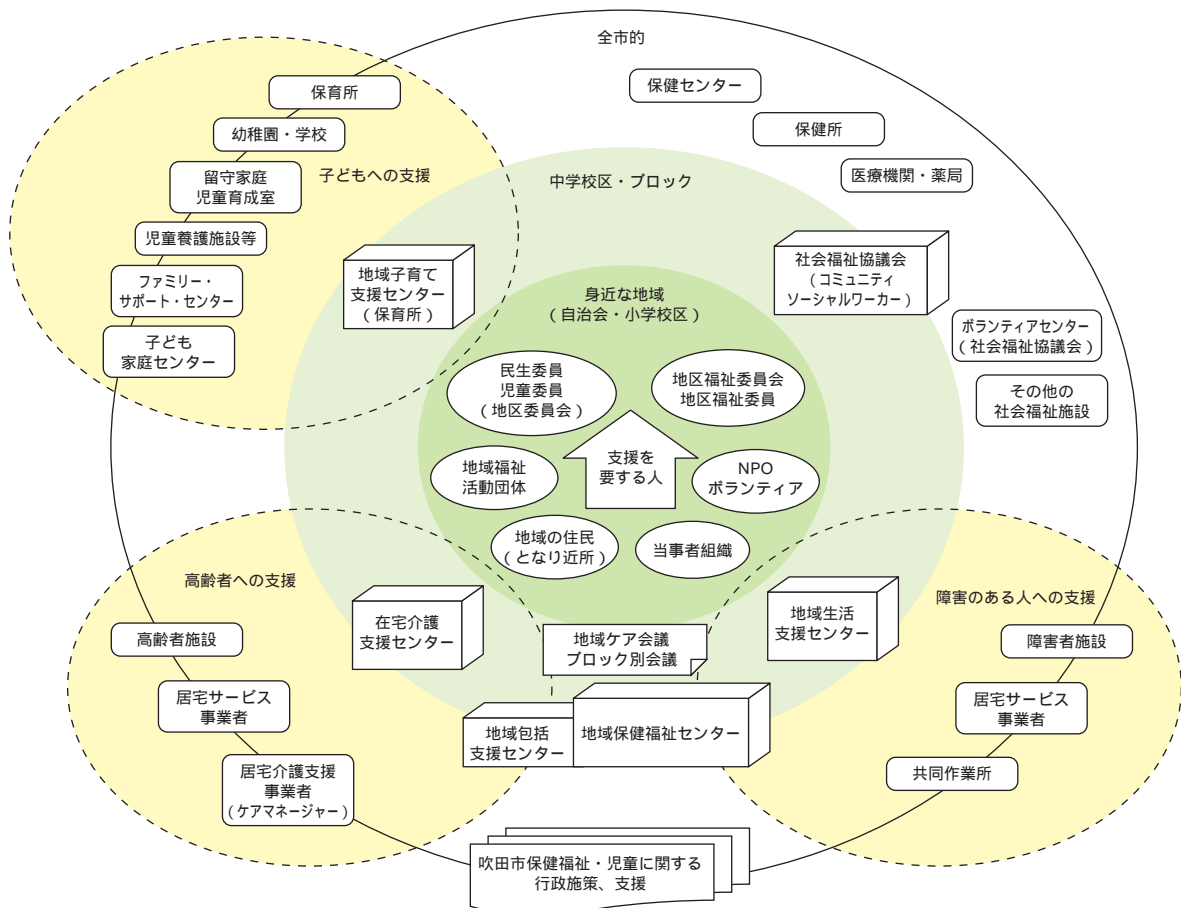 全市的
保育所
幼稚園・学校
留守家庭
児童育成室
子どもへの支援
児童養護施設等
ファミリー・
サポート・センター
子ども
家庭センター
保健センター
保健所
医療機関・薬局
中学校区・ブロック
地域子育て
支援センター
（保育所）
社会福祉協議会
（コミュニティ
ソーシャルワーカー）
ボランティアセンター
（社会福祉協議会）
その他の
社会福祉施設
身近な地域
（自治会・小学校区）
民生委員
児童委員
（地区委員会）
地区福祉委員会
地区福祉委員
支援を
要する人
地域福祉
活動団体
NPO
ボランティア
地域の住民
（となり近所）
当事者組織
高齢者への支援
在宅介護
支援センター
高齢者施設
居宅サービス
事業者
居宅介護支援
事業者
（ケアマネージャー）
地域ケア会議
ブロック別会議
地域包括
支援センター
地域保健福祉センター
地域生活
支援センター
障害のある人への支援
障害者施設
居宅サービス
事業者
共同作業所
吹田市保健福祉・児童に関する
行政施策、支援